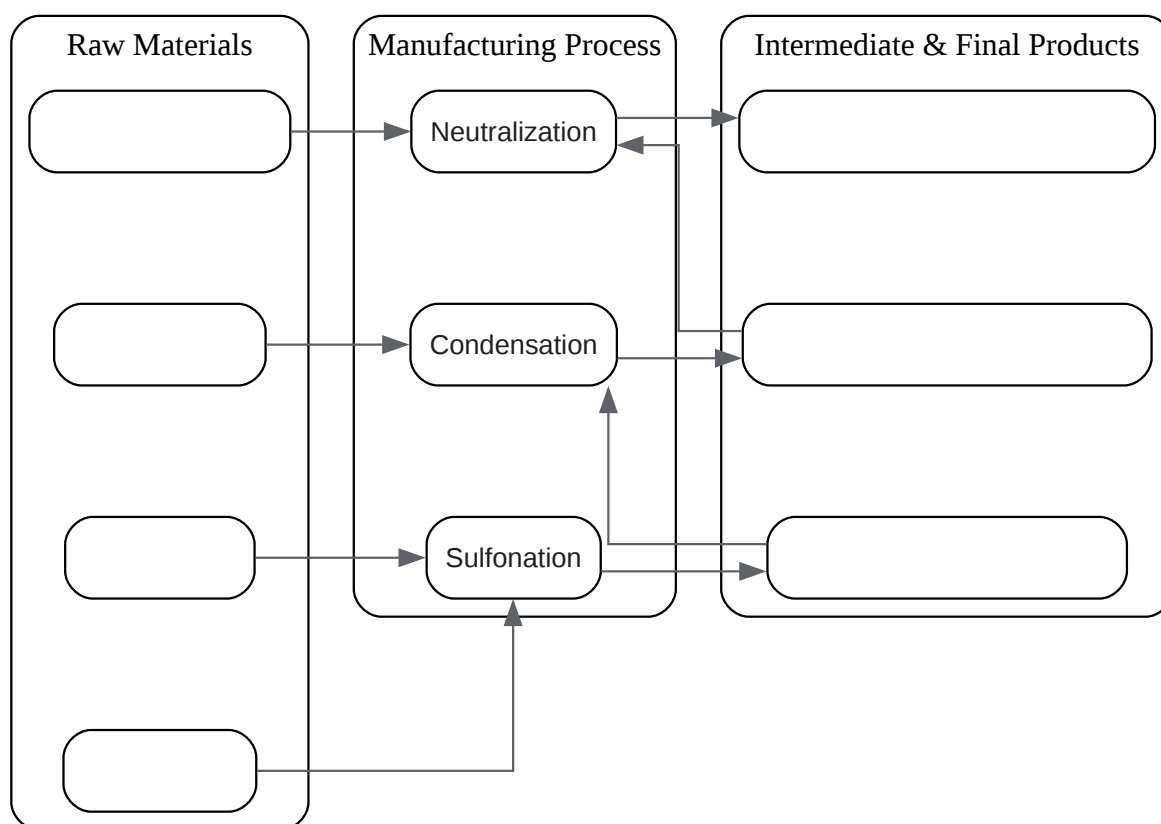 Raw Materials
Manufacturing Process
Intermediate & Final Products
Neutralization
Condensation
Sulfonation